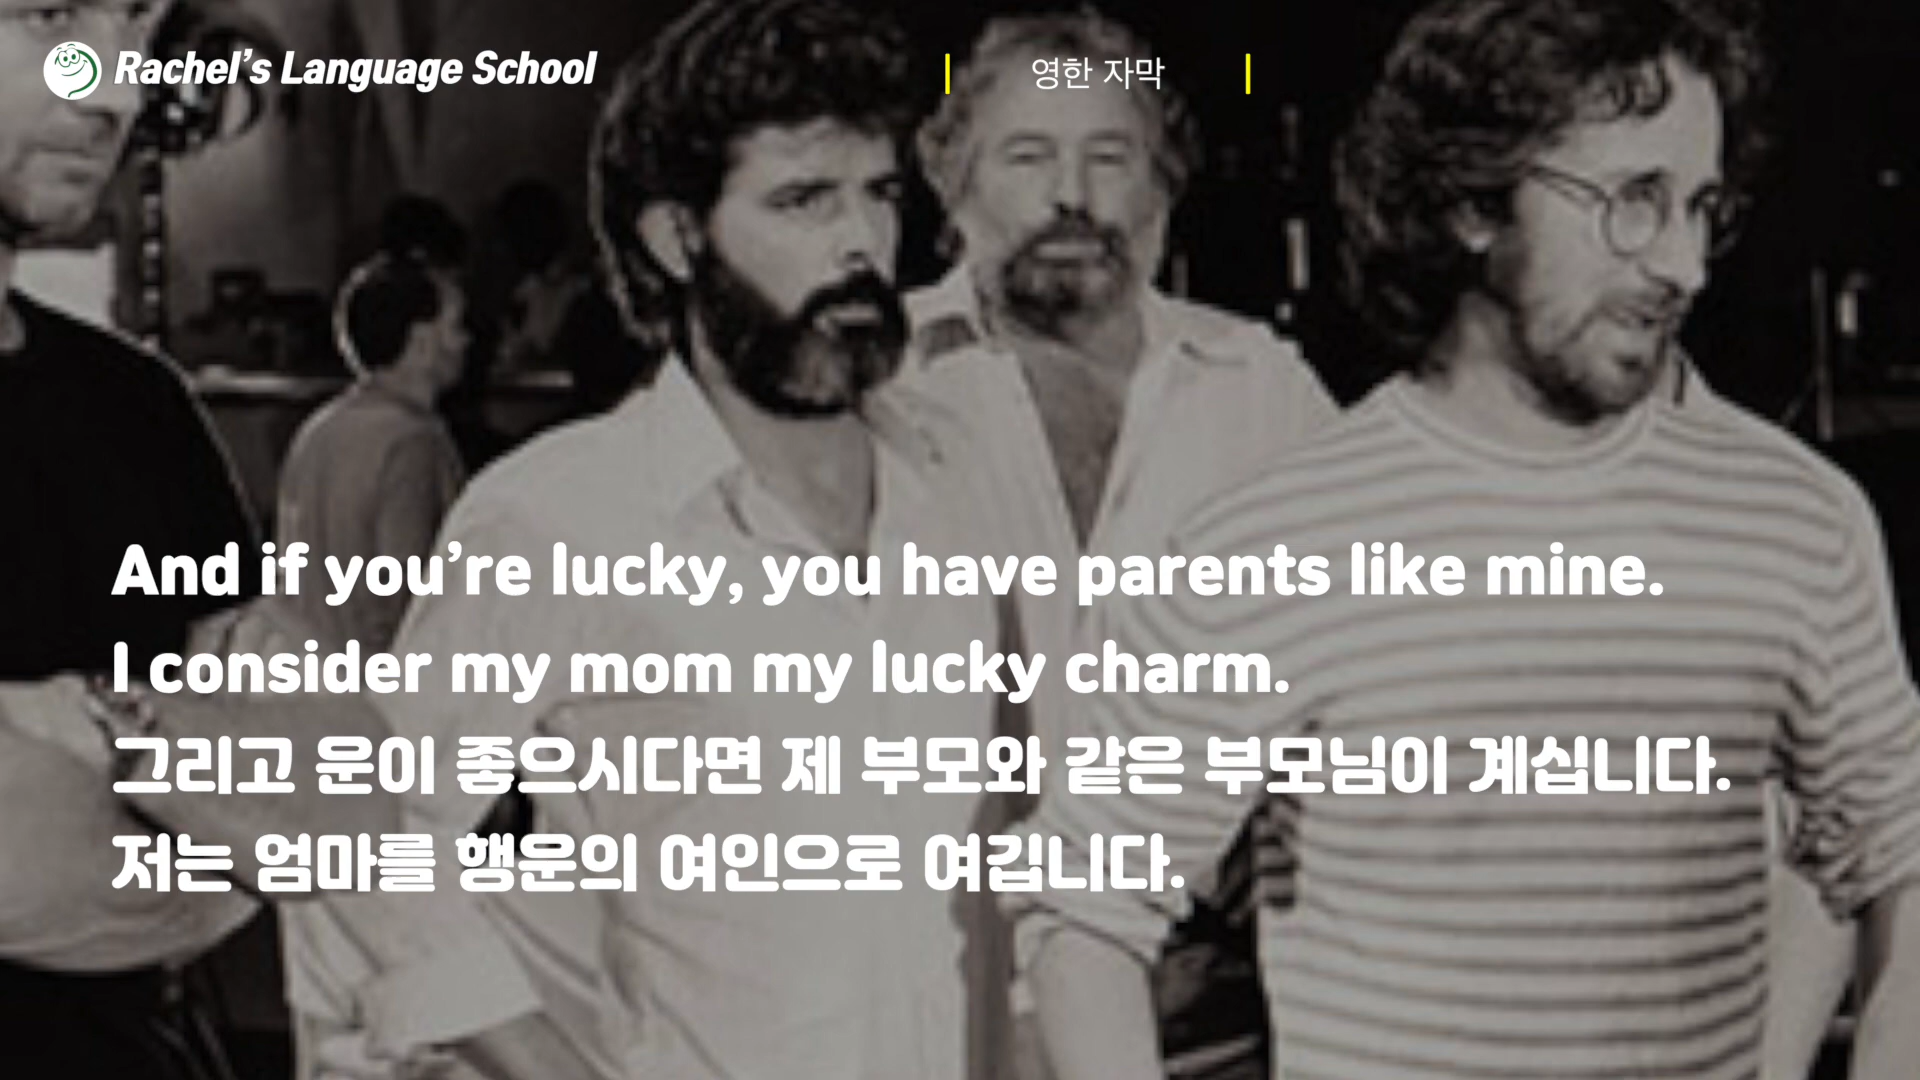 Rachel’s Language School
영한 자막
And if you’re lucky, you have parents like mine.
I consider my mom my lucky charm.
그리고 운이 좋으시다면 제 부모와 같은 부모님이 계십니다.
저는 엄마를 행운의 여인으로 여깁니다.